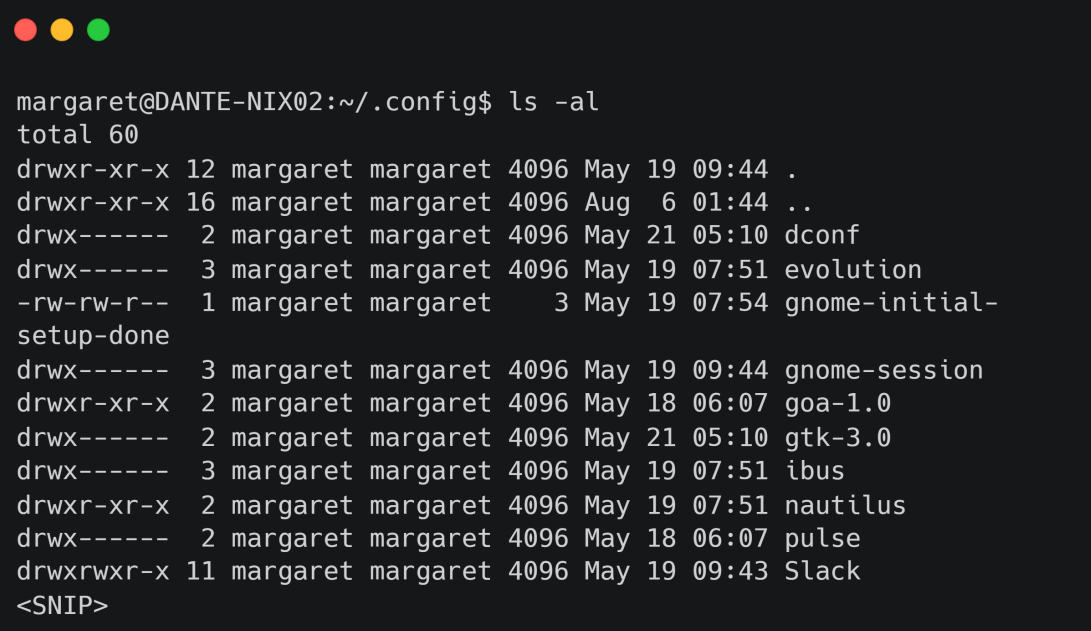 margaret@DANTE-NIX02:~/.config$ ls -al
total 60
drwxr-xr-x 12 margaret margaret 4096 May 19 09:44 .
drwxr-xr-x 16 margaret margaret 4096 Aug  6 01:44 ..
drwx------  2 margaret margaret 4096 May 21 05:10 dconf
drwx------  3 margaret margaret 4096 May 19 07:51 evolution
-rw-rw-r--  1 margaret margaret    3 May 19 07:54 gnome-initial-
setup-done
drwx------  3 margaret margaret 4096 May 19 09:44 gnome-session
drwxr-xr-x  2 margaret margaret 4096 May 18 06:07 goa-1.0
drwx------  2 margaret margaret 4096 May 21 05:10 gtk-3.0
drwx------  3 margaret margaret 4096 May 19 07:51 ibus
drwxr-xr-x  2 margaret margaret 4096 May 19 07:51 nautilus
drwx------  2 margaret margaret 4096 May 18 06:07 pulse
drwxrwxr-x 11 margaret margaret 4096 May 19 09:43 Slack
<SNIP>